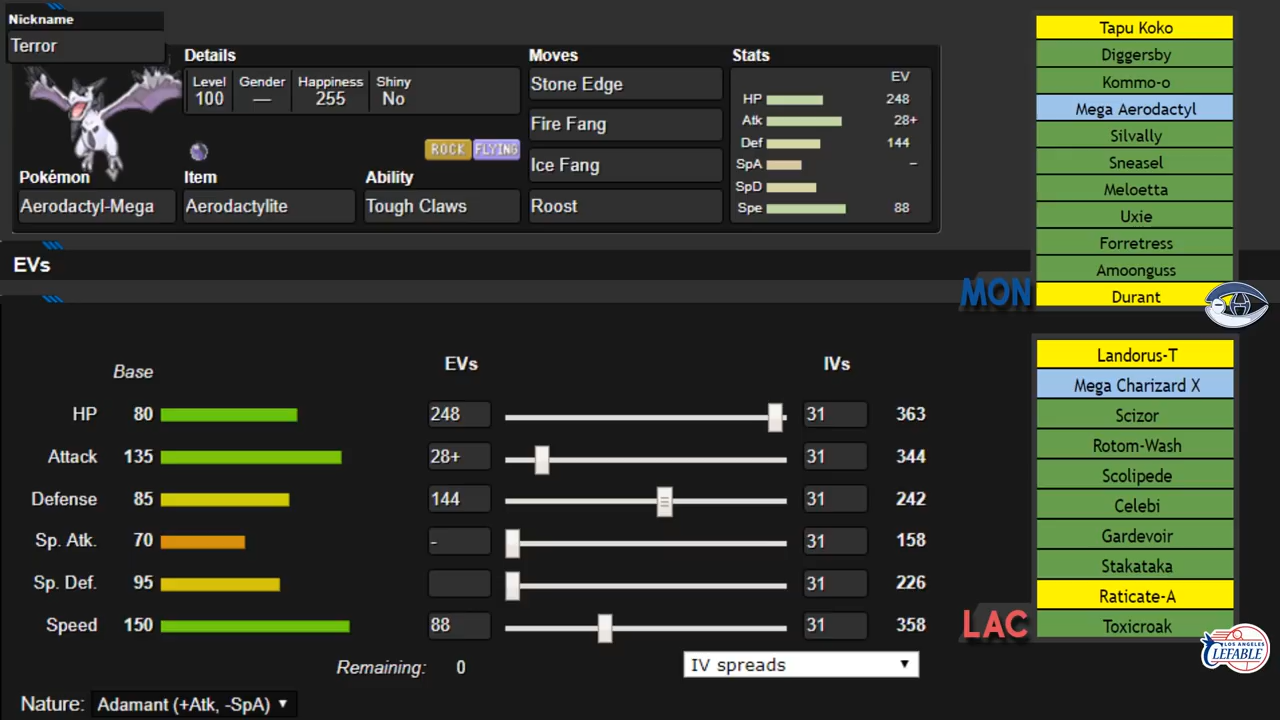 Nickname
Terror
Details
Level Gender Happiness Shiny
100 — 255 No
ROCK FLYING
Pokémon Item Ability
Aerodactyl-Mega Aerodactylite Tough Claws
Moves
Stone Edge
Fire Fang
Ice Fang
Roost
Stats
EV
HP 248
Atk 28+
Def 144
SpA –
SpD
Spe 88
EVs
Base EVs IVs
HP 80 248 31 363
Attack 135 28+ 31 344
Defense 85 144 31 242
Sp. Atk. 70 - 31 158
Sp. Def. 95 31 226
Speed 150 88 31 358
Remaining: 0
IV spreads
Nature: Adamant (+Atk, -SpA)
Tapu Koko
Diggersby
Kommo-o
Mega Aerodactyl
Silvally
Sneasel
Meloetta
Uxie
Forretress
Amoonguss
Durant
MON
Landorus-T
Mega Charizard X
Scizor
Rotom-Wash
Scolipede
Celebi
Gardevoir
Stakataka
Raticate-A
Toxicroak
LAC
LOS ANGELES
CLEFABLE